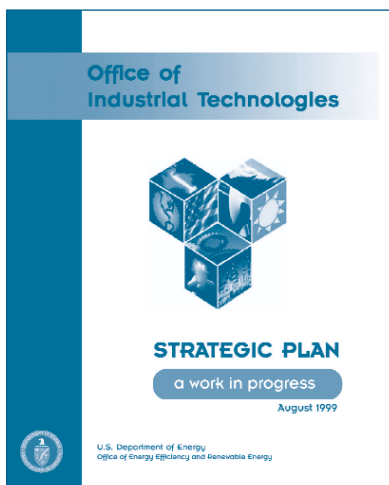 Office of
Industrial Technologies
STRATEGIC PLAN
a work in progress
August 1999
U.S. Department of Energy
Office of Energy Efficiency and Renewable Energy